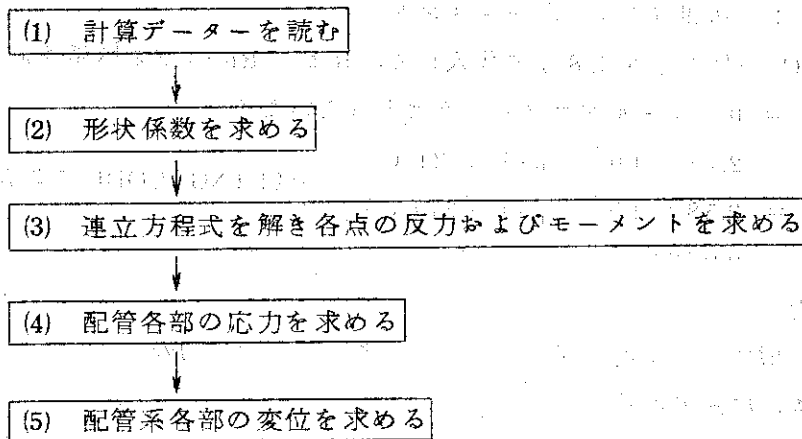 (1) 計算データーを読む
(2) 形状係数を求める
(3) 連立方程式を解き各点の反力およびモーメントを求める
(4) 配管各部の応力を求める
(5) 配管系各部の変位を求める